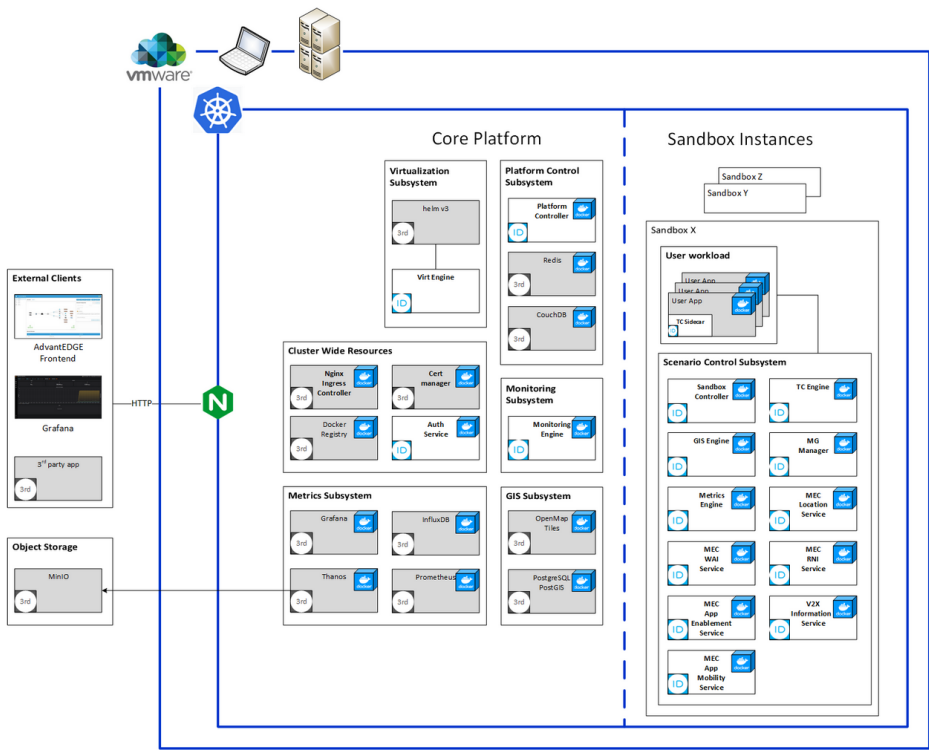 vmware
Core Platform
Sandbox Instances
Virtualization
Subsystem
helm v3
3rd
Virt Engine
ID
Platform Control
Subsystem
Platform
Controller
docker
ID
Redis
docker
3rd
CouchDB
docker
3rd
Sandbox Z
Sandbox Y
Sandbox X
User workload
User App
User App
User App
docker
TC Sidecar
ID
External Clients
AdvantEDGE
Frontend
Grafana
3rd party app
3rd
HTTP
N
Cluster Wide Resources
Nginx
Ingress
Controller
docker
3rd
Cert
manager
docker
3rd
Docker
Registry
docker
3rd
Auth
Service
docker
ID
Monitoring
Subsystem
Monitoring
Engine
docker
ID
Metrics Subsystem
Grafana
docker
3rd
InfluxDB
docker
3rd
Thanos
docker
3rd
Prometheus
docker
3rd
GIS Subsystem
OpenMap
Tiles
docker
3rd
PostgreSQL
PostGIS
docker
3rd
Object Storage
MinIO
3rd
Scenario Control Subsystem
Sandbox
Controller
docker
ID
TC Engine
docker
ID
GIS Engine
docker
ID
MG
Manager
docker
ID
Metrics
Engine
docker
ID
MEC
Location
Service
docker
ID
MEC
WAI
Service
docker
ID
MEC
RNI
Service
docker
ID
MEC
App
Enablement
Service
docker
ID
V2X
Information
Service
docker
ID
MEC
App
Mobility
Service
docker
ID